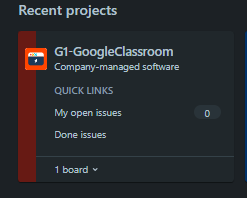 Recent projects
G1-GoogleClassroom
Company-managed software
QUICK LINKS
My open issues 0
Done issues
1 board